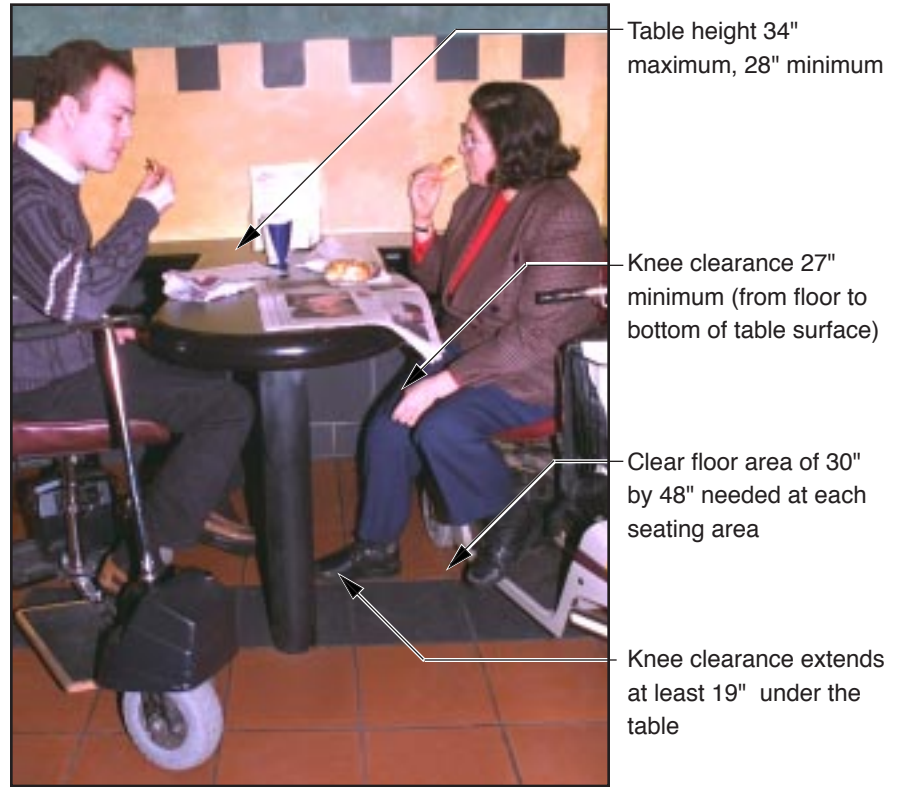 Table height 34"
maximum, 28" minimum
Knee clearance 27"
minimum (from floor to
bottom of table surface)
Clear floor area of 30"
by 48" needed at each
seating area
Knee clearance extends
at least 19"  under the
table